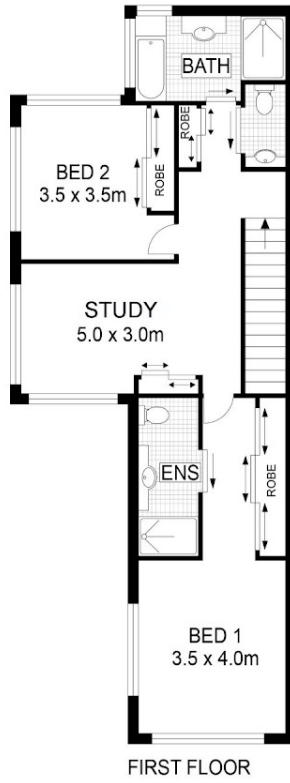 BATH
ROBE
BED 2
3.5 x 3.5m
ROBE
STUDY
5.0 x 3.0m
ENS
ROBE
BED 1
3.5 x 4.0m
FIRST FLOOR